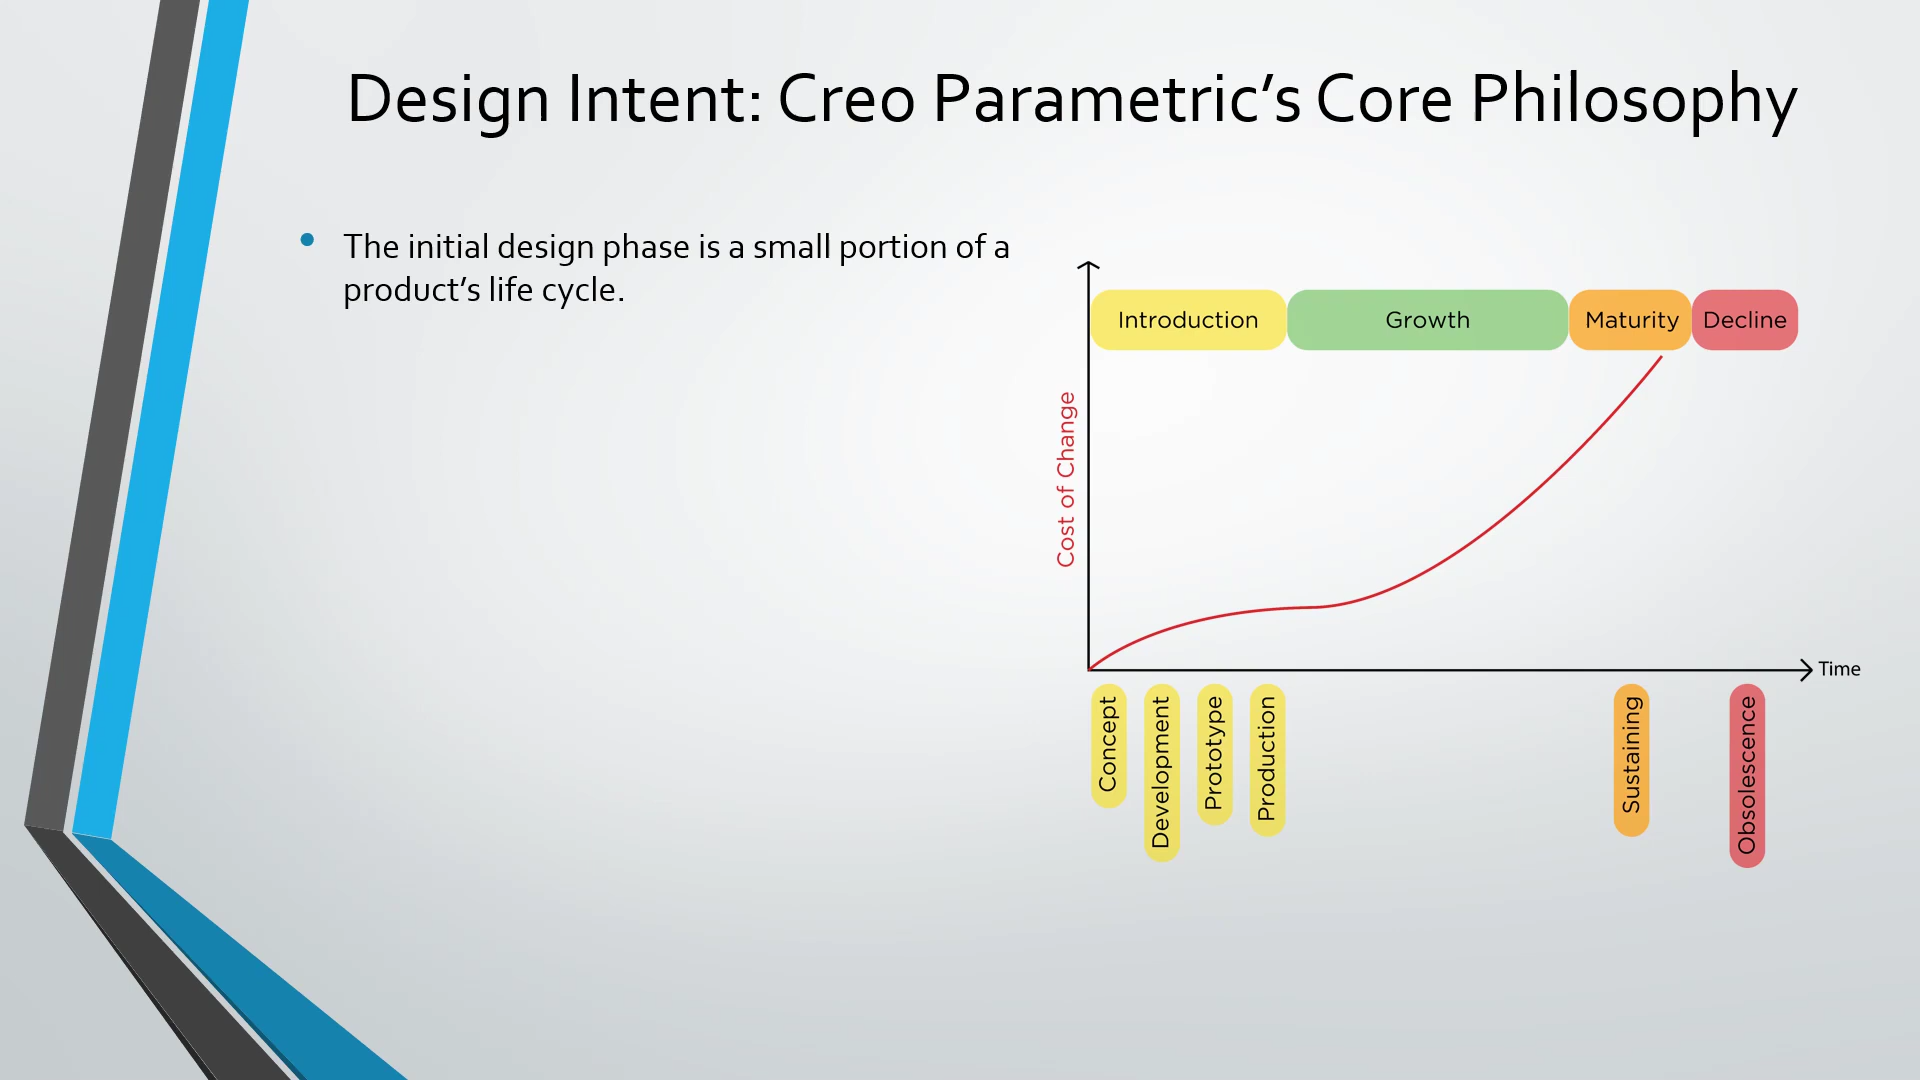 Design Intent: Creo Parametric’s Core Philosophy
The initial design phase is a small portion of a
product’s life cycle.
Introduction
Growth
Maturity
Decline
Cost of Change
Time
Concept
Development
Prototype
Production
Sustaining
Obsolescence